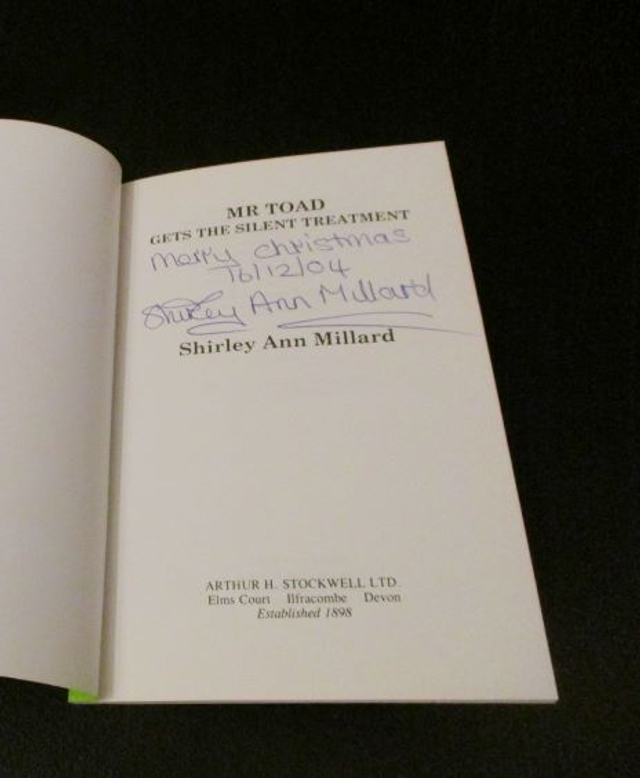 MR TOAD
GETS THE SILENT TREATMENT
Merry christmas
16/12/04
Shirley Ann Millard
Shirley Ann Millard
ARTHUR H. STOCKWELL LTD.
Elms Court Ilfracombe Devon
Established 1898